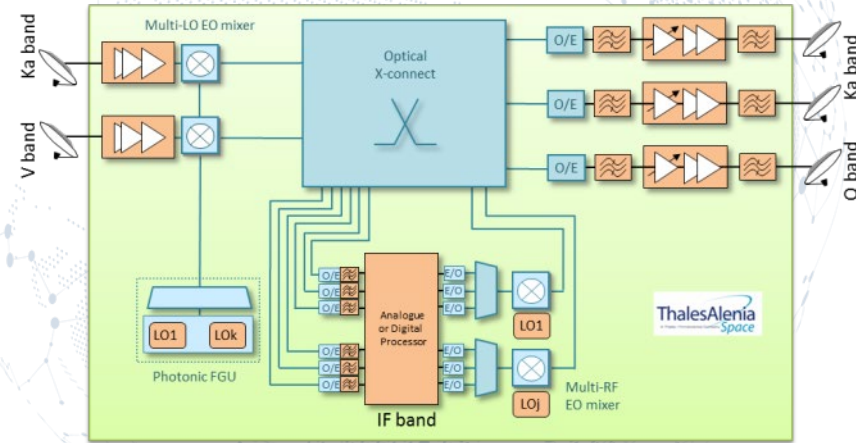 Multi-LO EO mixer
Ka band
V band
Optical
X-connect
O/E
O/E
O/E
Ka band
Q band
LO1
LOk
Photonic FGU
O/E
O/E
O/E
O/E
O/E
O/E
Analogue
or Digital
Processor
IF band
E/O
E/O
E/O
E/O
E/O
E/O
LO1
LOj
Multi-RF
EO mixer
ThalesAlenia
Space